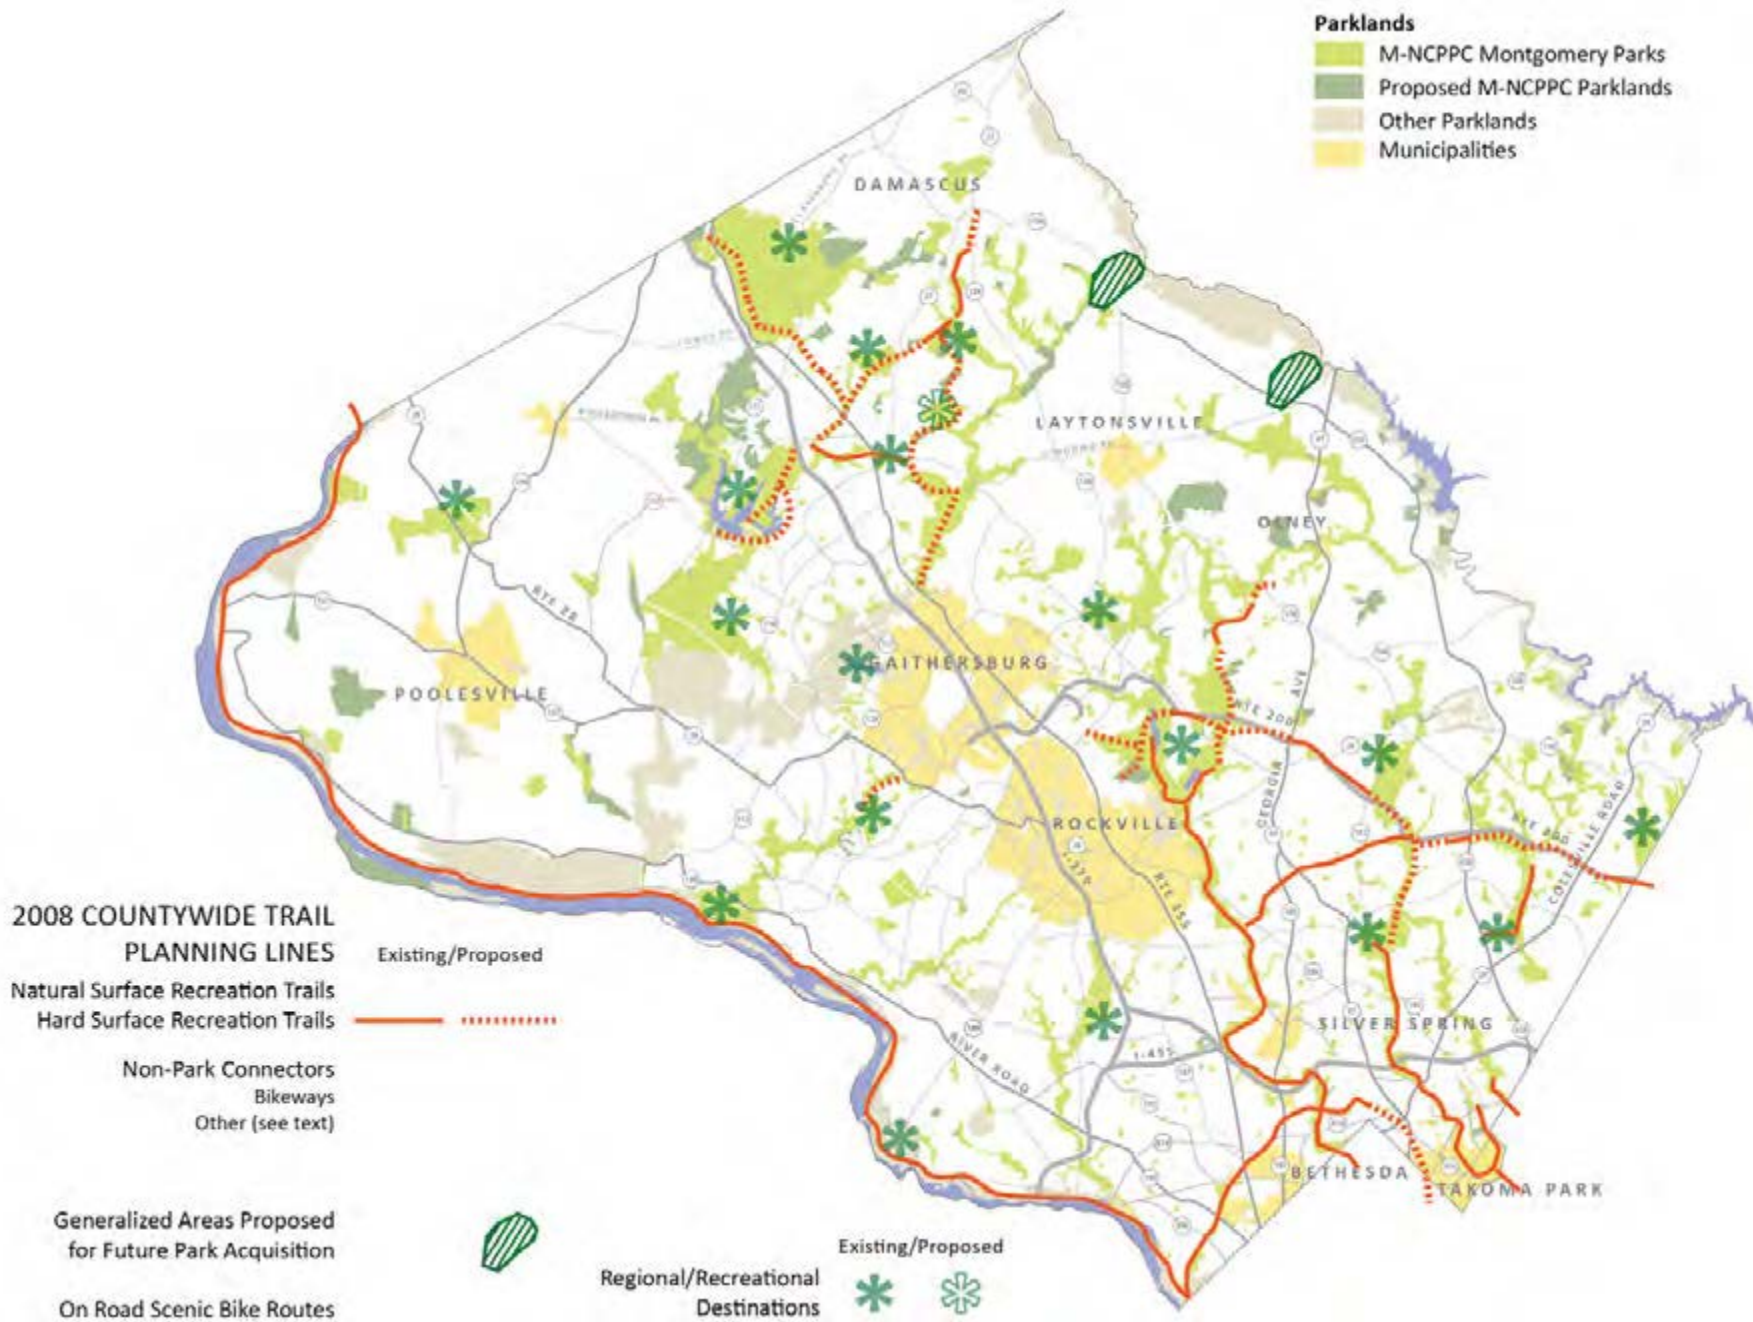 Parklands
M-NCPPC Montgomery Parks
Proposed M-NCPPC Parklands
Other Parklands
Municipalities
DAMASCUS
LAYTONSVILLE
OLNEY
RTE 28
GAITHERSBURG
POOLESVILLE
RTE 200
GEORGIA AVE
ROCKVILLE
I-270
RTE 355
RTE 200
COLESVILLE ROAD
SILVER SPRING
RIVER ROAD
I-495
BETHESDA
TAKOMA PARK
2008 COUNTYWIDE TRAIL
PLANNING LINES
Existing/Proposed
Natural Surface Recreation Trails
Hard Surface Recreation Trails
Non-Park Connectors
Bikeways
Other (see text)
Generalized Areas Proposed
for Future Park Acquisition
On Road Scenic Bike Routes
Existing/Proposed
Regional/Recreational
Destinations